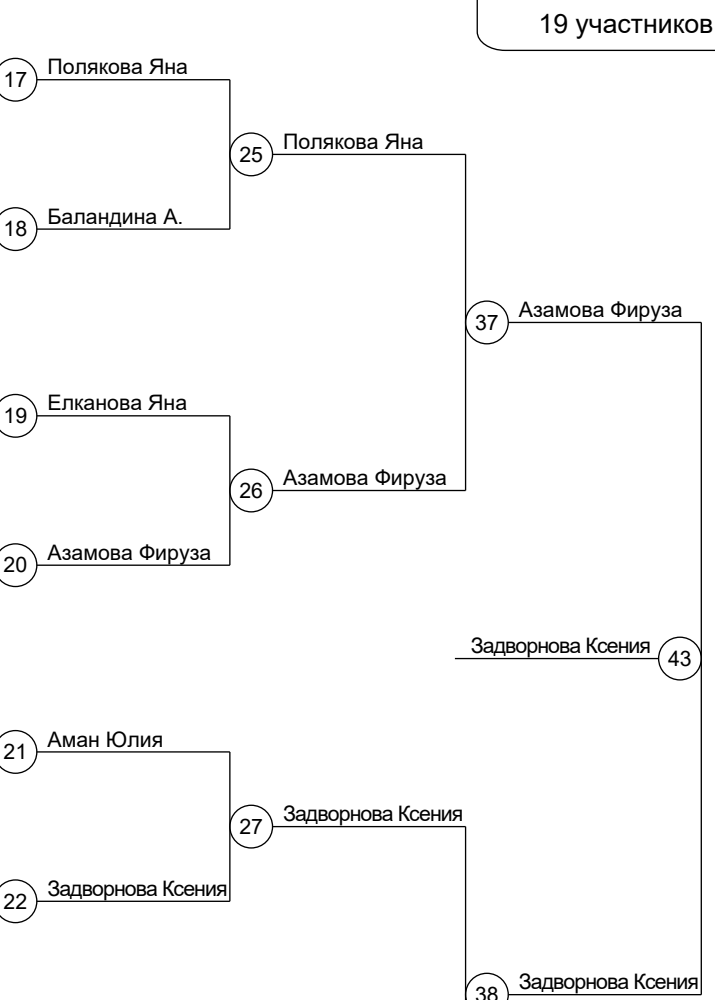 19 участников
17 Полякова Яна
25 Полякова Яна
18 Баландина А.
37 Азамова Фируза
19 Елканова Яна
26 Азамова Фируза
20 Азамова Фируза
Задворнова Ксения 43
21 Аман Юлия
27 Задворнова Ксения
22 Задворнова Ксения
38 Задворнова Ксения